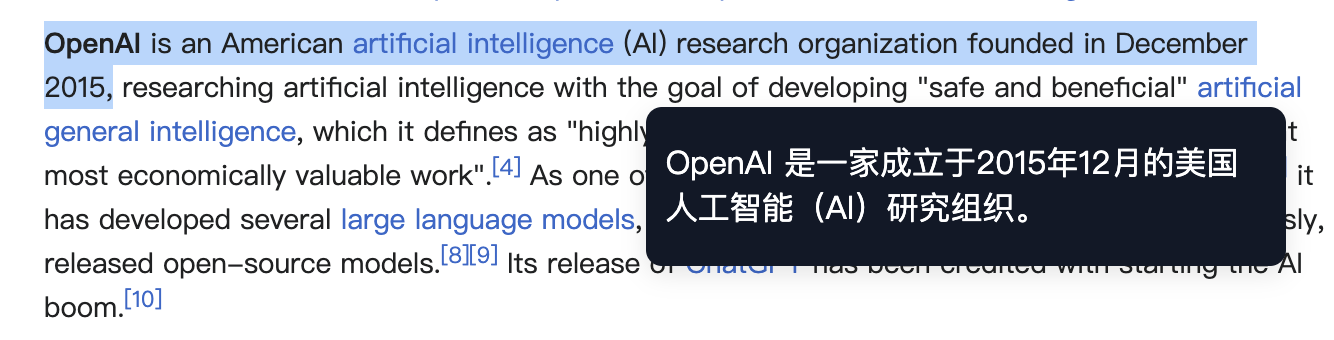 OpenAI is an American artificial intelligence (AI) research organization founded in December
2015, researching artificial intelligence with the goal of developing "safe and beneficial" artificial
general intelligence, which it defines as "highly
most economically valuable work".[4] As one it
has developed several large language models,
released open–source models.[8][9] Its release of ChatGPT has been credited with starting the AI
boom.[10]
OpenAI 是一家成立于2015年12月的美国
人工智能（AI）研究组织。